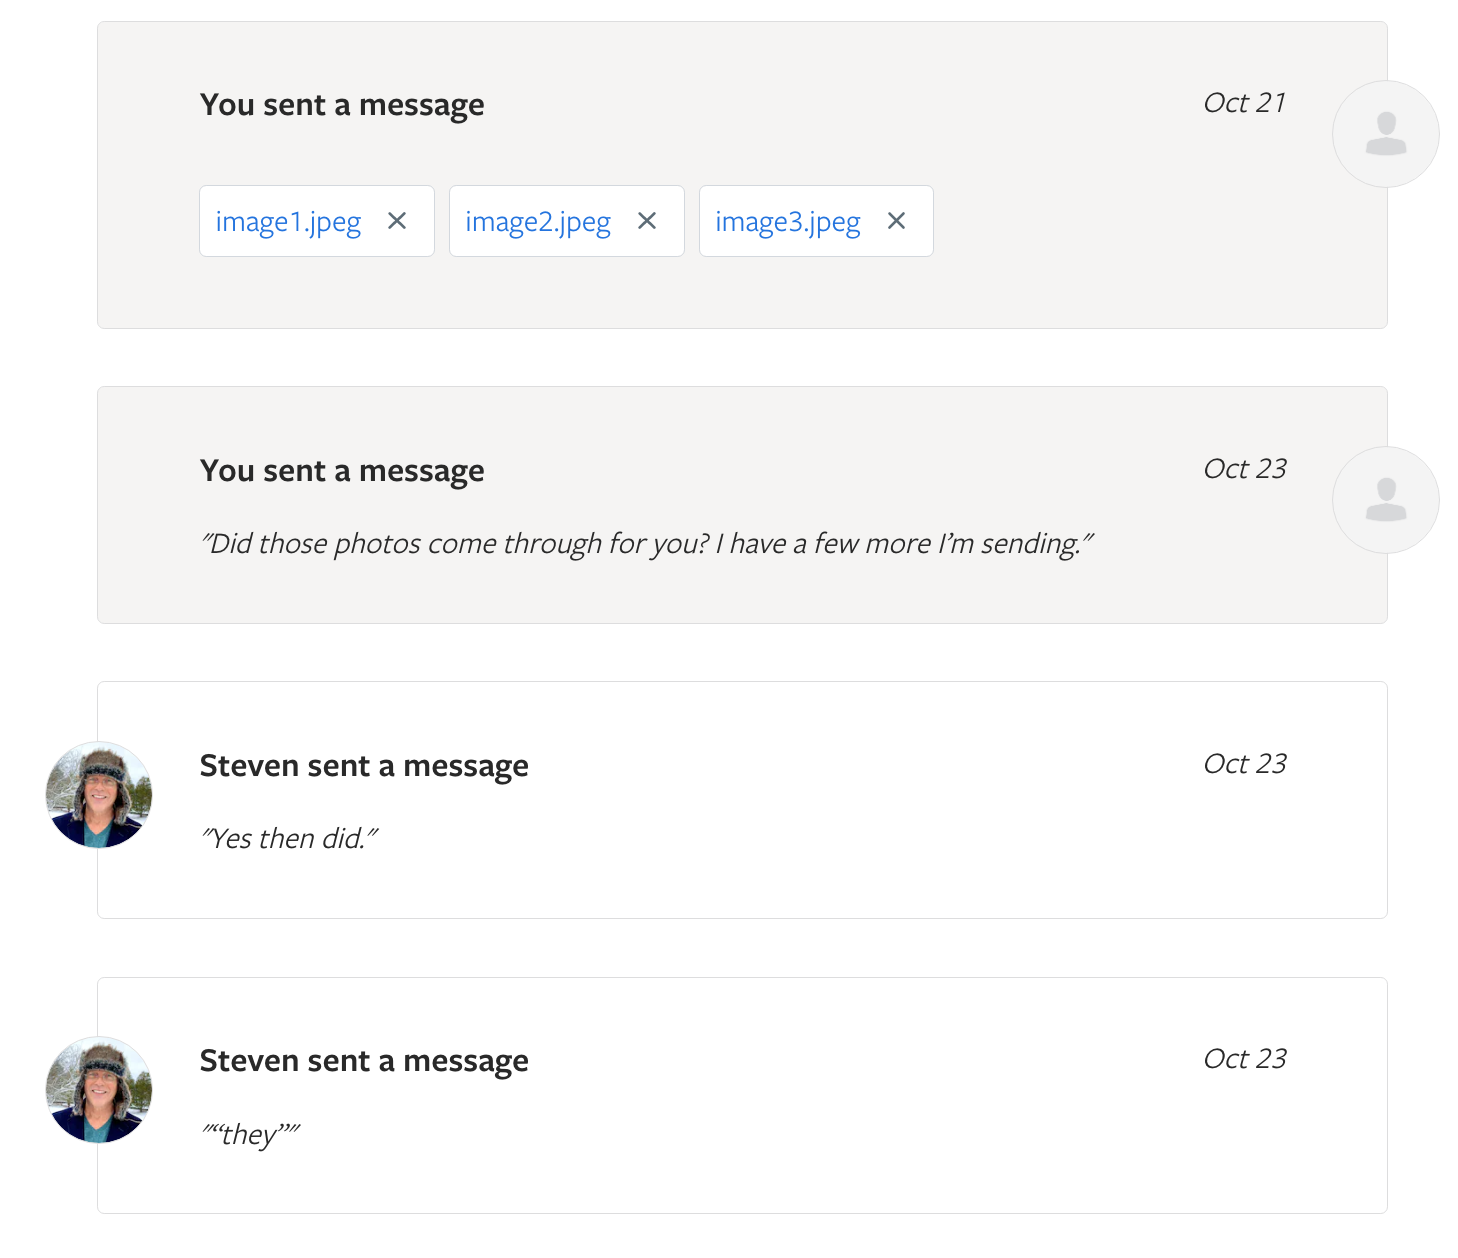 You sent a message
Oct 21
image1.jpeg ✕ image2.jpeg ✕ image3.jpeg ✕
You sent a message
Oct 23
"Did those photos come through for you? I have a few more I’m sending."
Steven sent a message
Oct 23
"Yes then did."
Steven sent a message
Oct 23
"“they”"